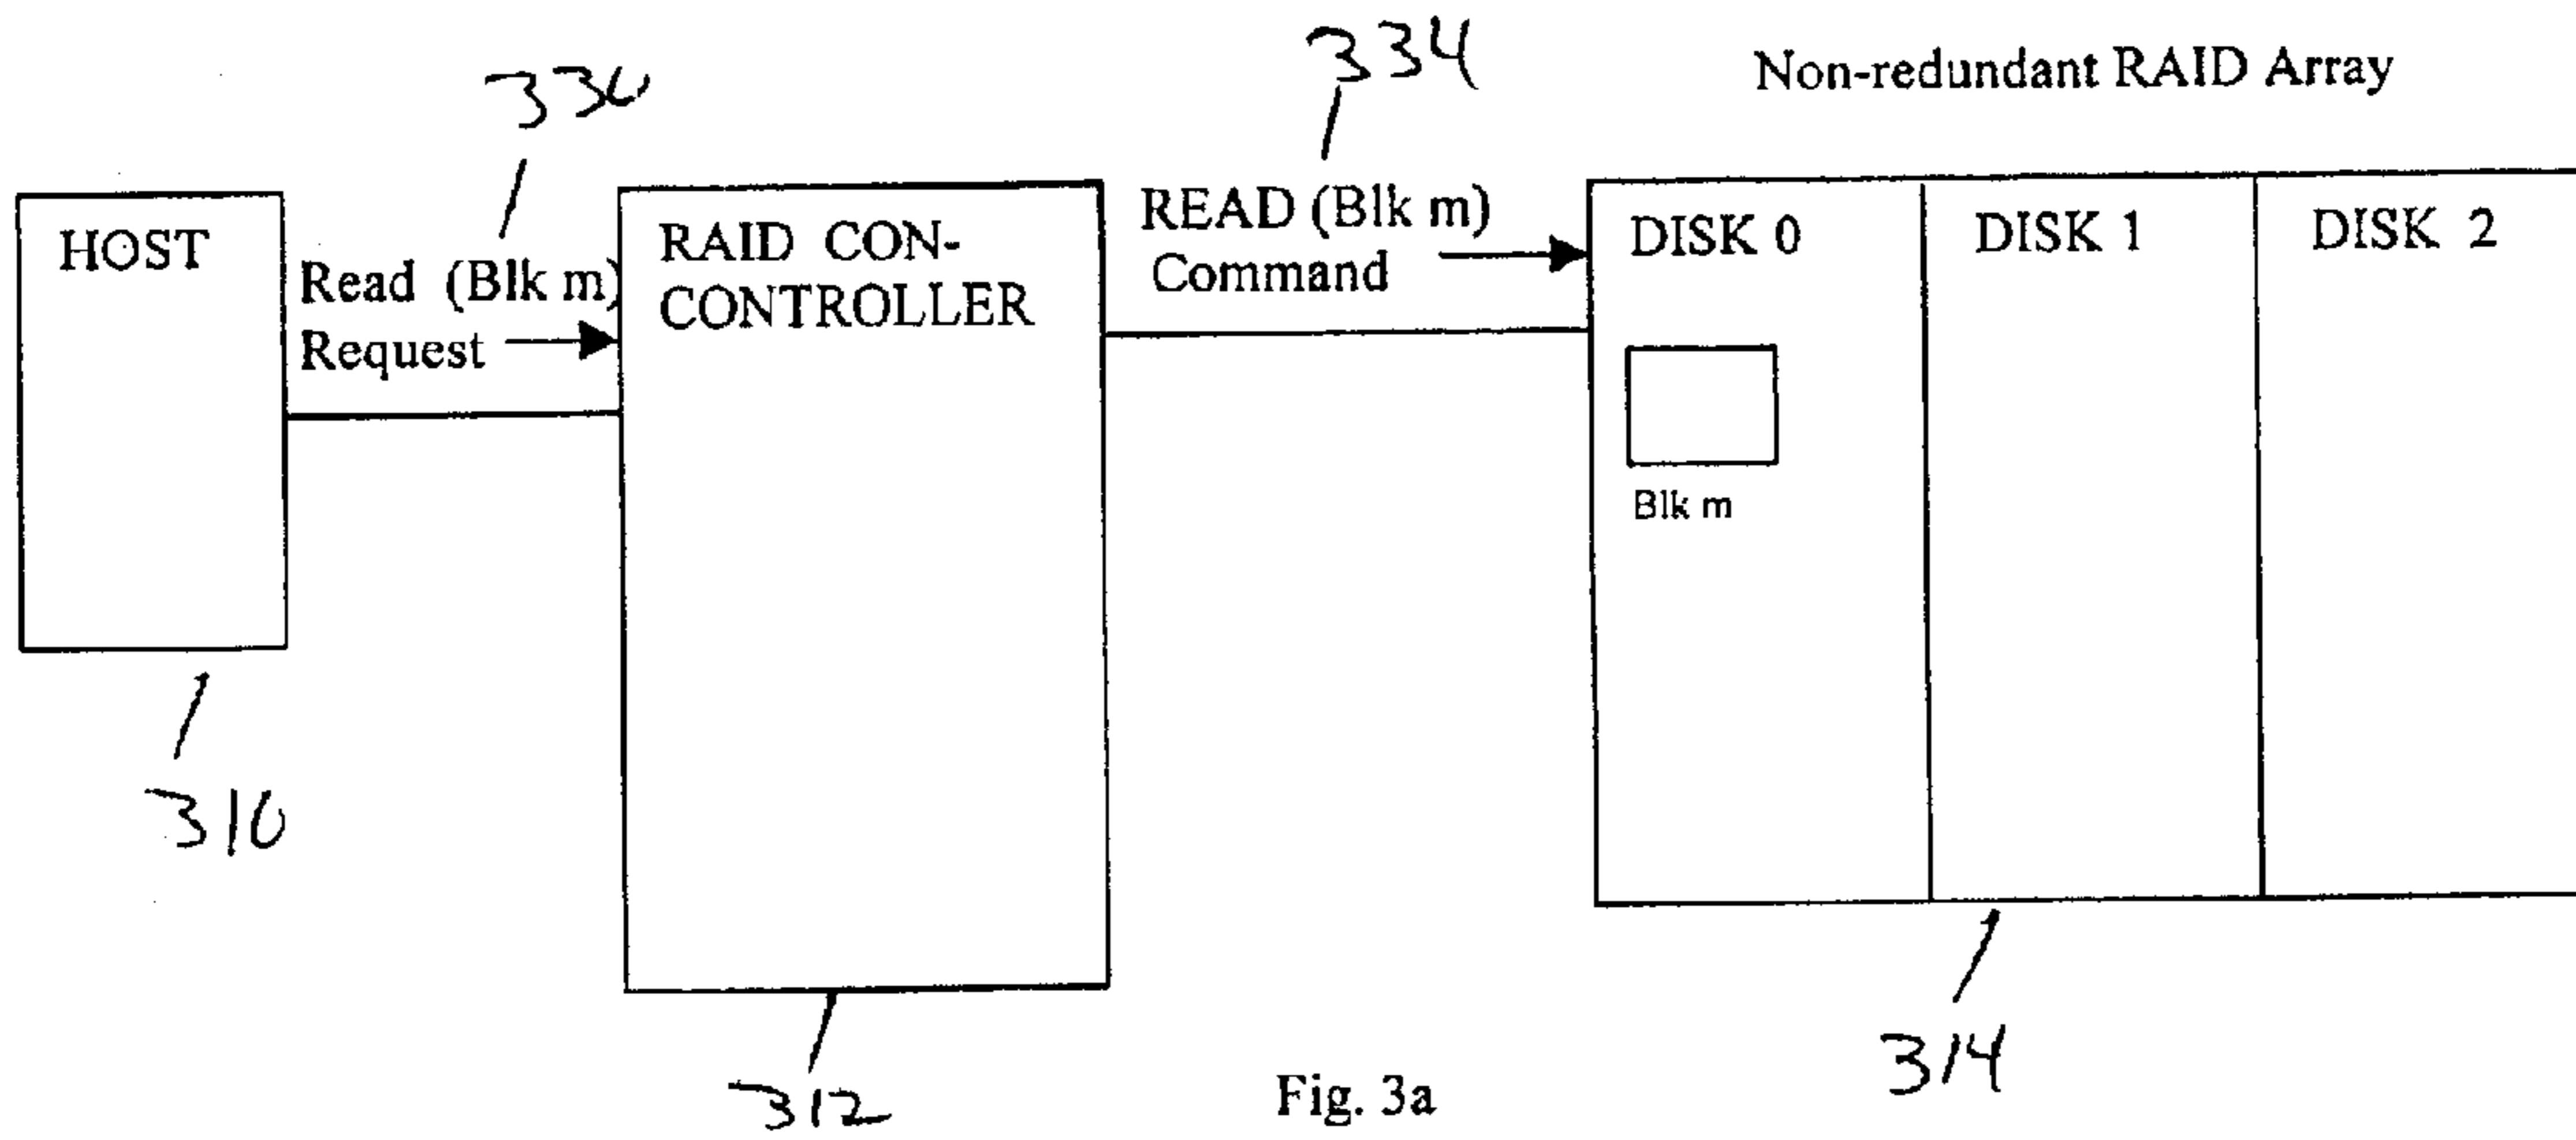 330
334
Non-redundant RAID Array
HOST
Read (Blk m)
Request
RAID CON-
CONTROLLER
READ (Blk m)
Command
DISK 0
DISK 1
DISK 2
Blk m
310
312
314
Fig. 3a